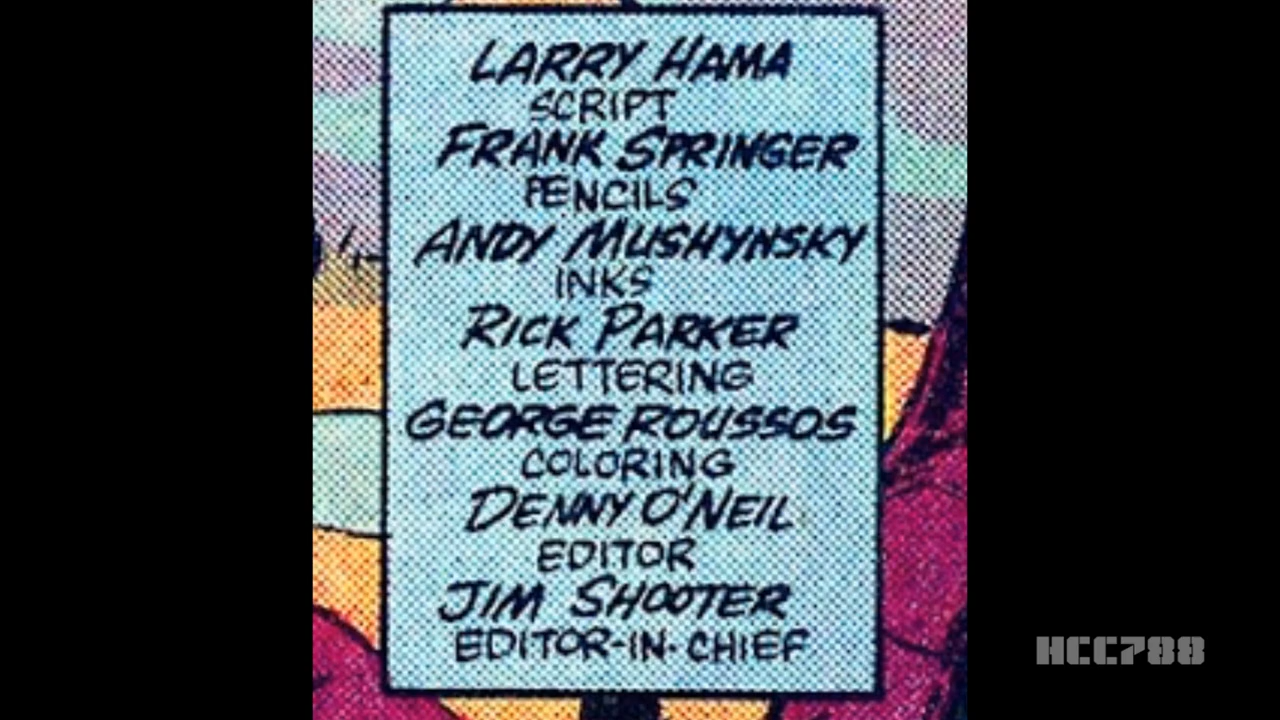 LARRY HAMA
SCRIPT
FRANK SPRINGER
PENCILS
ANDY MUSHYNSKY
INKS
RICK PARKER
LETTERING
GEORGE ROUSSOS
COLORING
DENNY O'NEIL
EDITOR
JIM SHOOTER
EDITOR-IN-CHIEF
HCC788